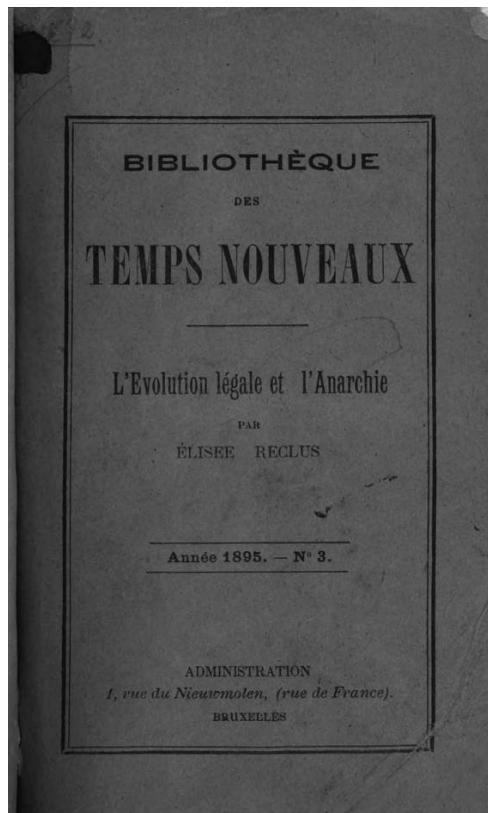 BIBLIOTHÈQUE
DES
TEMPS NOUVEAUX
L'Evolution légale et l'Anarchie
PAR
ÉLISEE RECLUS
Année 1895. — N° 3.
ADMINISTRATION
1, rue du Nieuwmolen, (rue de France).
BRUXELLES